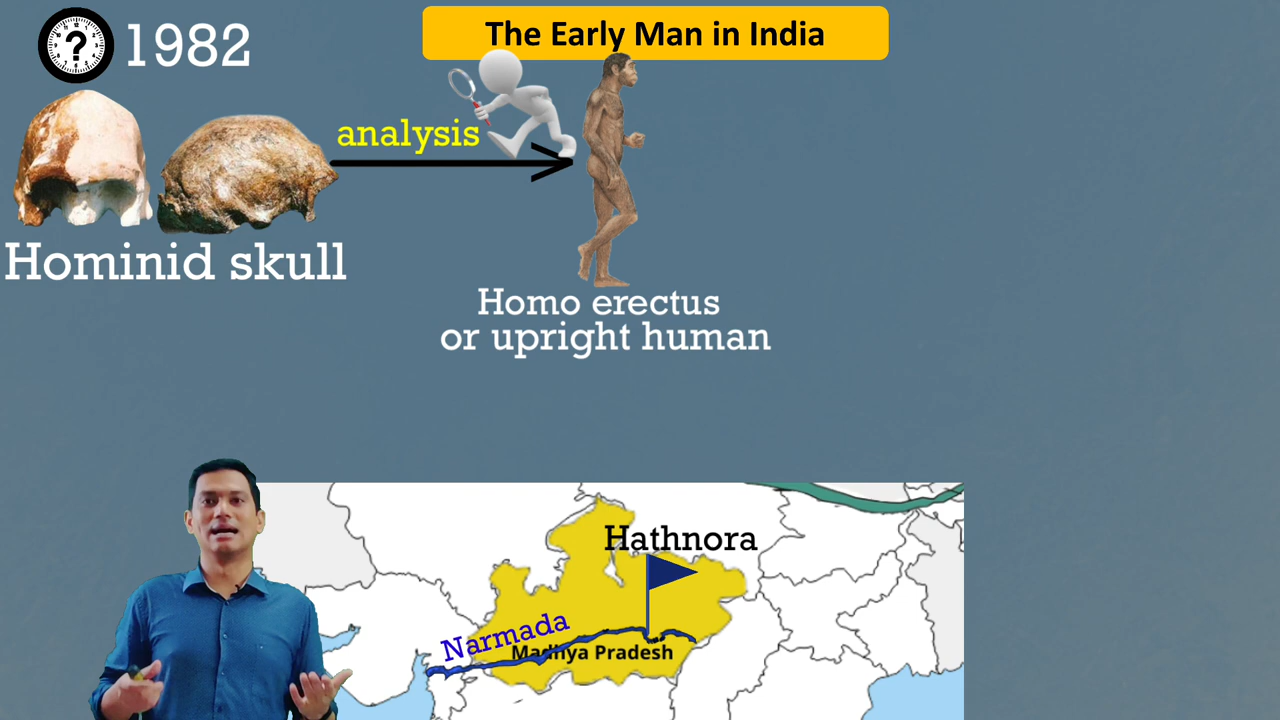 1982
The Early Man in India
analysis
Hominid skull
Homo erectus
or upright human
Hathnora
Narmada
Madhya Pradesh